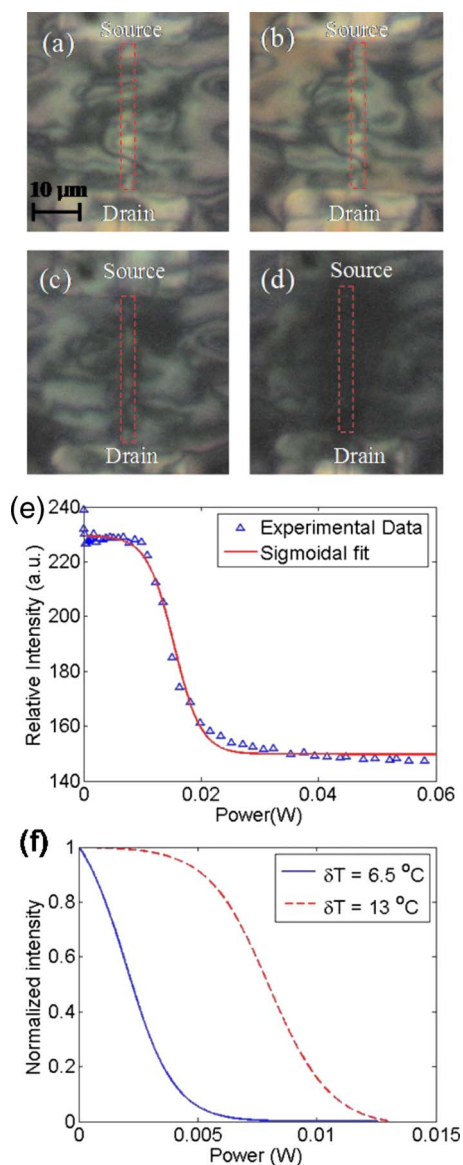 (a) Source
10 μm
Drain
(b) Source
Drain
(c) Source
Drain
(d) Source
Drain
(e)
240
220
200
180
160
140
Relative Intensity (a.u.)
Experimental Data
Sigmoidal fit
0 0.02 0.04 0.06
Power(W)
(f)
1
0.8
0.6
0.4
0.2
0
Normalized intensity
δT = 6.5 °C
δT = 13 °C
0 0.005 0.01 0.015
Power (W)